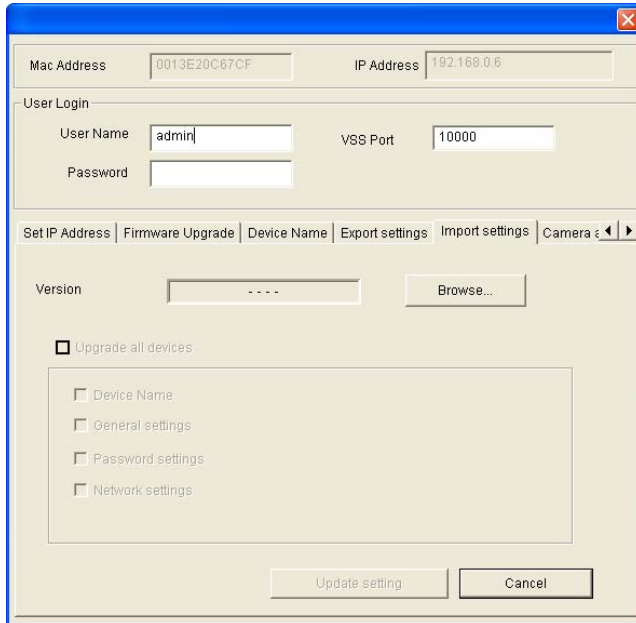 Mac Address 0013E20C67CF IP Address 192.168.0.6
User Login
User Name admin VSS Port 10000
Password
Set IP Address Firmware Upgrade Device Name Export settings Import settings Camera a
Version - - - - Browse...
Upgrade all devices
Device Name
General settings
Password settings
Network settings
Update setting Cancel